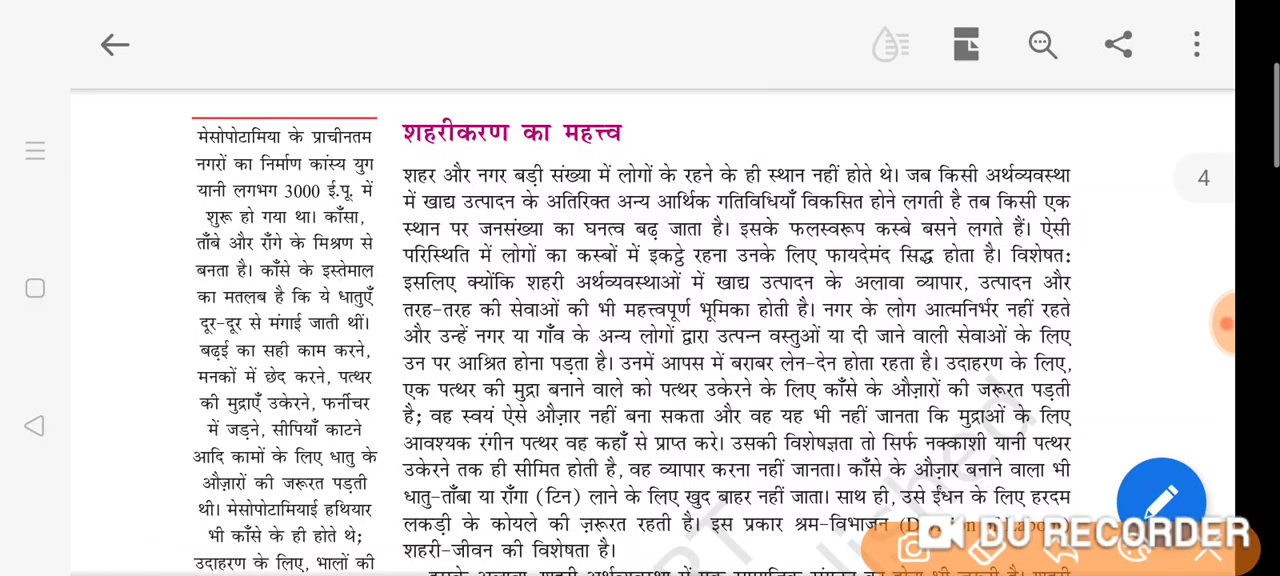 4
मेसोपोटामिया के प्राचीनतम
नगरों का निर्माण कांस्य युग
यानी लगभग 3000 ई.पू. में
शुरू हो गया था। काँसा,
ताँबे और राँगे के मिश्रण से
बनता है। काँसे के इस्तेमाल
का मतलब है कि ये धातुएँ
दूर-दूर से मंगाई जाती थीं।
बढ़ई का सही काम करने,
मनकों में छेद करने, पत्थर
की मुद्राएँ उकेरने, फर्नीचर
में जड़ने, सीपियाँ काटने
आदि कामों के लिए धातु के
औज़ारों की जरूरत पड़ती
थी। मेसोपोटामियाई हथियार
भी काँसे के ही होते थे;
उदाहरण के लिए, भालों की
शहरीकरण का महत्त्व
शहर और नगर बड़ी संख्या में लोगों के रहने के ही स्थान नहीं होते थे। जब किसी अर्थव्यवस्था
में खाद्य उत्पादन के अतिरिक्त अन्य आर्थिक गतिविधियाँ विकसित होने लगती है तब किसी एक
स्थान पर जनसंख्या का घनत्व बढ़ जाता है। इसके फलस्वरूप कस्बे बसने लगते हैं। ऐसी
परिस्थिति में लोगों का कस्बों में इकट्ठे रहना उनके लिए फायदेमंद सिद्ध होता है। विशेषत:
इसलिए क्योंकि शहरी अर्थव्यवस्थाओं में खाद्य उत्पादन के अलावा व्यापार, उत्पादन और
तरह-तरह की सेवाओं की भी महत्त्वपूर्ण भूमिका होती है। नगर के लोग आत्मनिर्भर नहीं रहते
और उन्हें नगर या गाँव के अन्य लोगों द्वारा उत्पन्न वस्तुओं या दी जाने वाली सेवाओं के लिए
उन पर आश्रित होना पड़ता है। उनमें आपस में बराबर लेन-देन होता रहता है। उदाहरण के लिए,
एक पत्थर की मुद्रा बनाने वाले को पत्थर उकेरने के लिए काँसे के औज़ारों की जरूरत पड़ती
है; वह स्वयं ऐसे औज़ार नहीं बना सकता और वह यह भी नहीं जानता कि मुद्राओं के लिए
आवश्यक रंगीन पत्थर वह कहाँ से प्राप्त करे। उसकी विशेषज्ञता तो सिर्फ नक्काशी यानी पत्थर
उकेरने तक ही सीमित होती है, वह व्यापार करना नहीं जानता। काँसे के औज़ार बनाने वाला भी
धातु-ताँबा या राँगा (टिन) लाने के लिए खुद बाहर नहीं जाता। साथ ही, उसे ईंधन के लिए हरदम
लकड़ी के कोयले की ज़रूरत रहती है। इस प्रकार श्रम-विभाजन
शहरी-जीवन की विशेषता है।
DU RECORDER